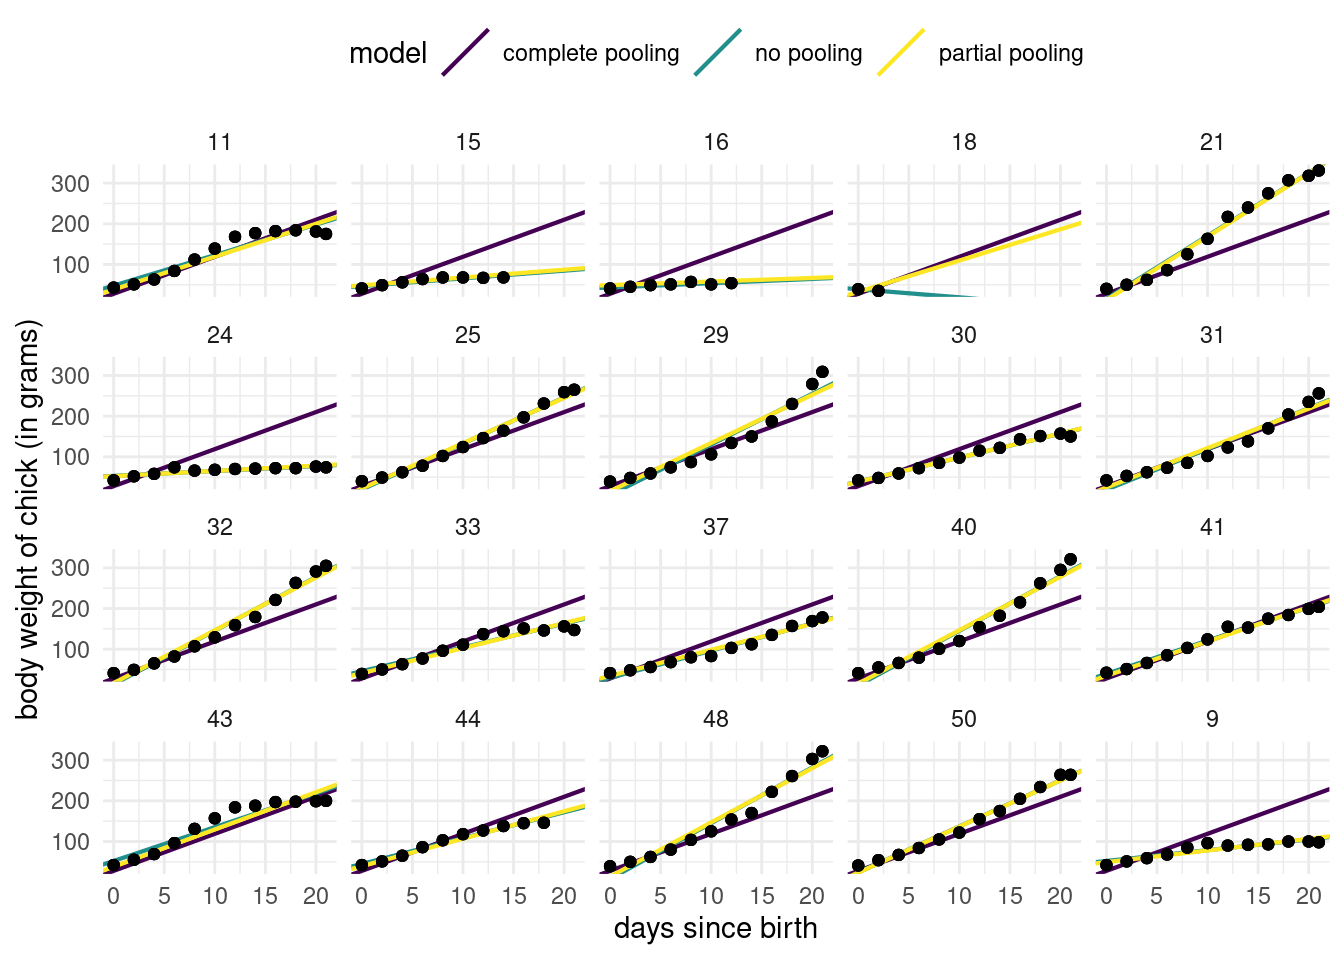 model complete pooling no pooling partial pooling
11 15 16 18 21
300
200
100
24 25 29 30 31
300
200
100
32 33 37 40 41
300
200
100
43 44 48 50 9
300
200
100
0 5 10 15 20 0 5 10 15 20 0 5 10 15 20 0 5 10 15 20 0 5 10 15 20
days since birth
body weight of chick (in grams)